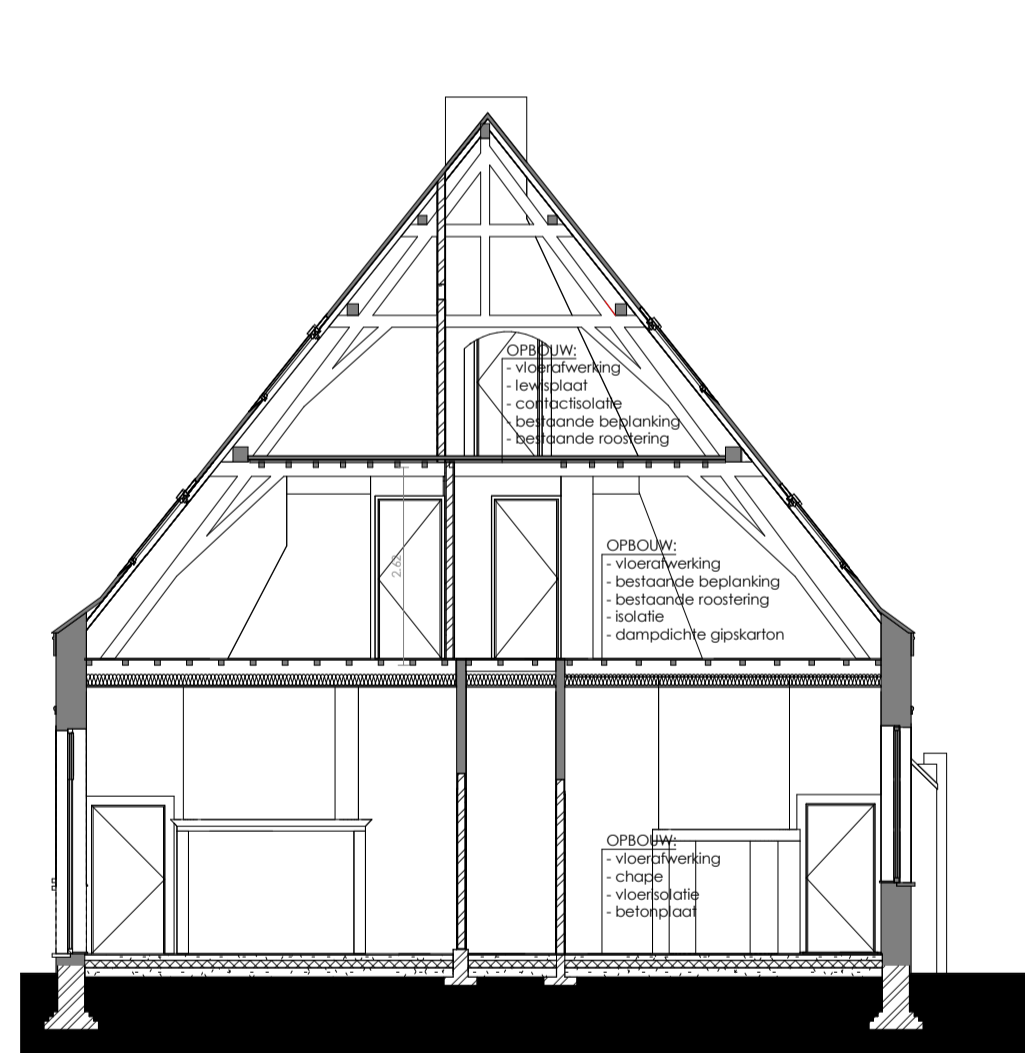 OPBOUW:
- vloerafwerking
- lewisplaat
- contactisolatie
- bestaande beplanking
- bestaande roostering
2.62
OPBOUW:
- vloerafwerking
- bestaande beplanking
- bestaande roostering
- isolatie
- dampdichte gipskarton
OPBOUW:
- vloerafwerking
- chape
- vloerisolatie
- betonplaat